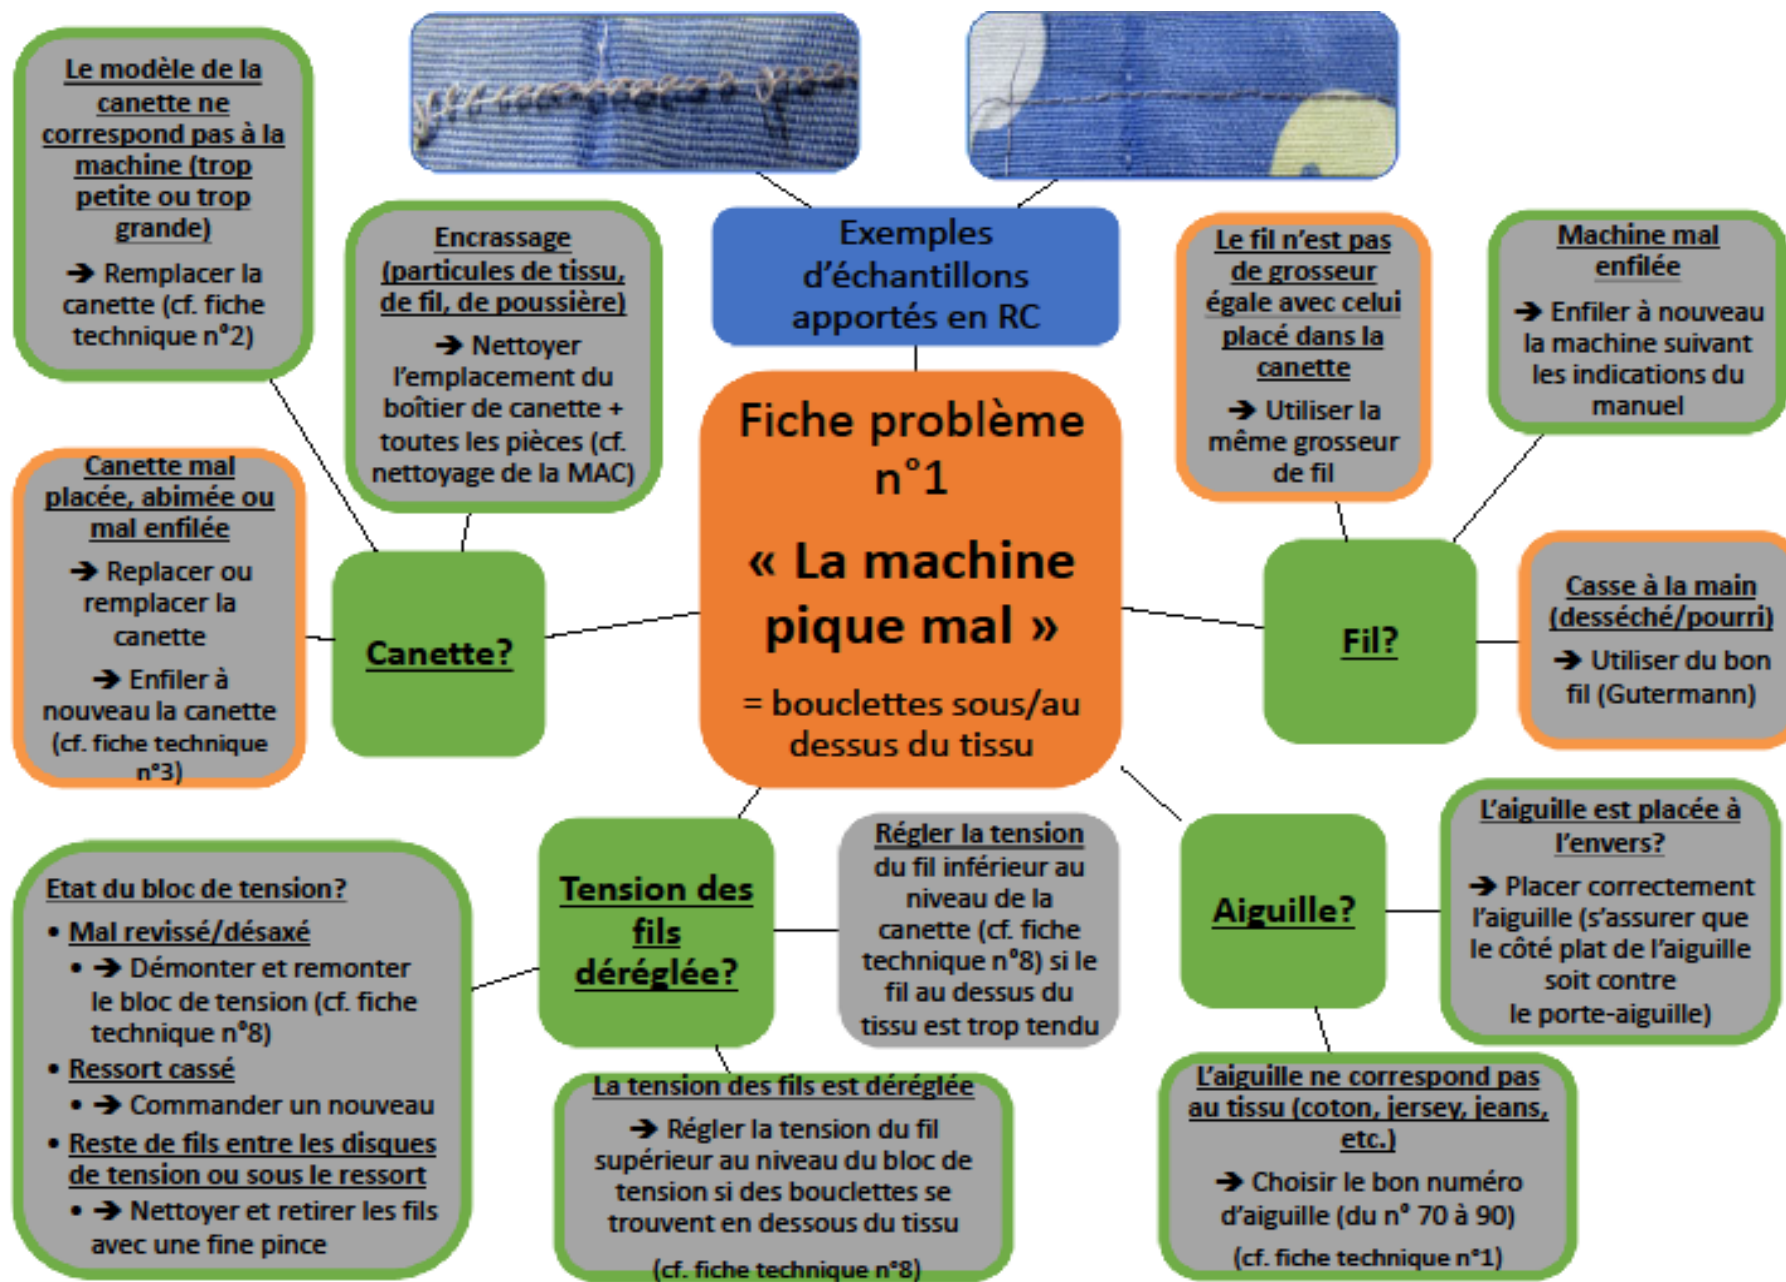 Le modèle de la
canette ne
correspond pas à la
machine (trop
petite ou trop
grande)
➔ Remplacer la
canette (cf. fiche
technique n°2)
Encrassage
(particules de tissu,
de fil, de poussière)
➔ Nettoyer
l'emplacement du
boîtier de canette +
toutes les pièces (cf.
nettoyage de la MAC)
Exemples
d'échantillons
apportés en RC
Le fil n'est pas
de grosseur
égale avec celui
placé dans la
canette
➔ Utiliser la
même grosseur
de fil
Machine mal
enfilée
➔ Enfiler à nouveau
la machine suivant
les indications du
manuel
Canette mal
placée, abimée ou
mal enfilée
➔ Replacer ou
remplacer la
canette
➔ Enfiler à
nouveau la canette
(cf. fiche technique
n°3)
Canette?
Fiche problème
n°1
« La machine
pique mal »
= bouclettes sous/au
dessus du tissu
Fil?
Casse à la main
(desséché/pourri)
➔ Utiliser du bon
fil (Gutermann)
Etat du bloc de tension?
• Mal revissé/désaxé
• ➔ Démonter et remonter
le bloc de tension (cf. fiche
technique n°8)
• Ressort cassé
• ➔ Commander un nouveau
• Reste de fils entre les disques
de tension ou sous le ressort
• ➔ Nettoyer et retirer les fils
avec une fine pince
Tension des
fils
déréglée?
Régler la tension
du fil inférieur au
niveau de la
canette (cf. fiche
technique n°8) si le
fil au dessus du
tissu est trop tendu
La tension des fils est déréglée
➔ Régler la tension du fil
supérieur au niveau du bloc de
tension si des bouclettes se
trouvent en dessous du tissu
(cf. fiche technique n°8)
Aiguille?
L'aiguille est placée à
l'envers?
➔ Placer correctement
l'aiguille (s'assurer que
le côté plat de l'aiguille
soit contre
le porte-aiguille)
L'aiguille ne correspond pas
au tissu (coton, jersey, jeans,
etc.)
➔ Choisir le bon numéro
d'aiguille (du n° 70 à 90)
(cf. fiche technique n°1)